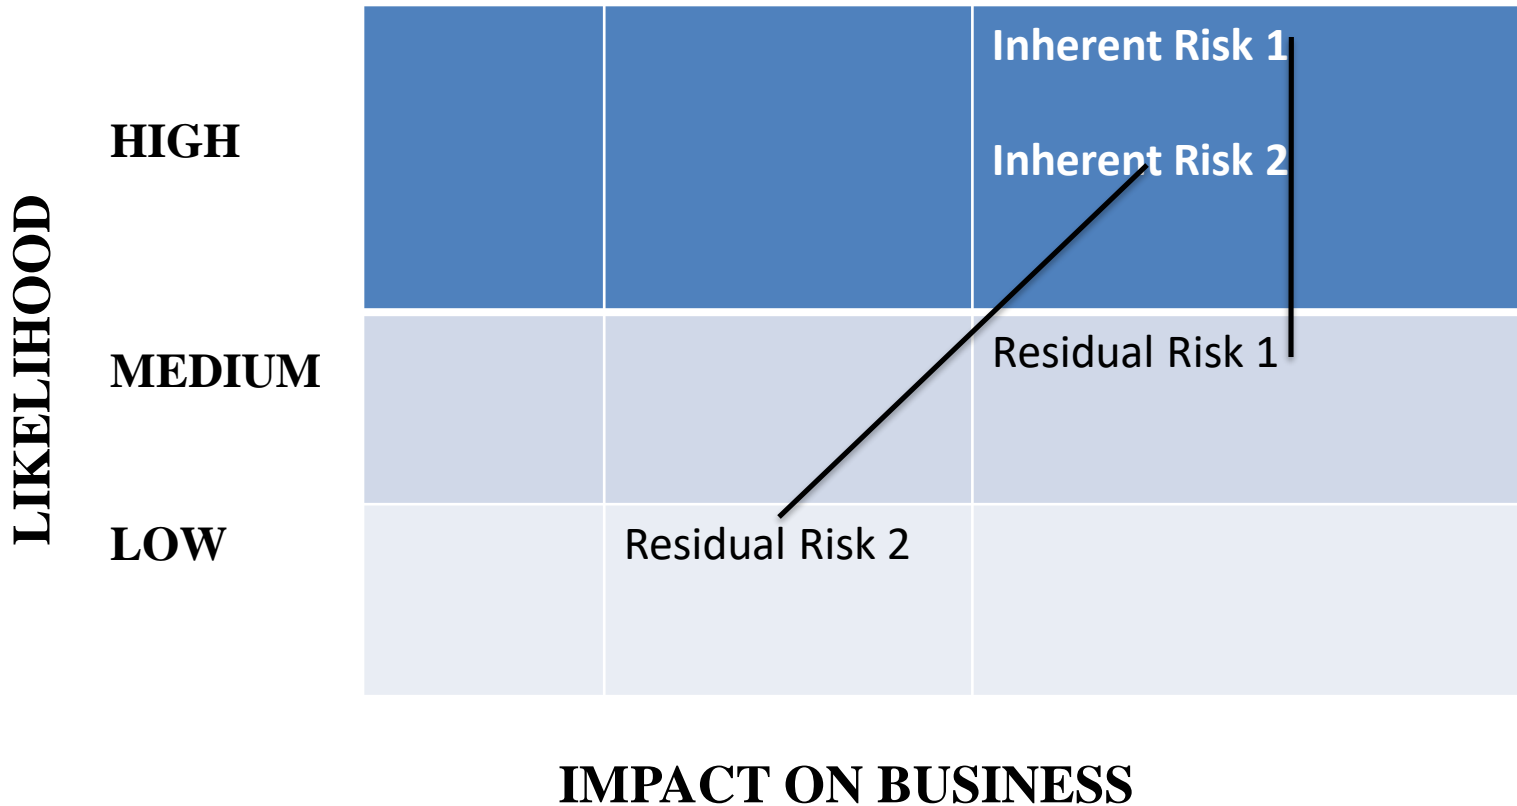 LIKELIHOOD
HIGH
Inherent Risk 1
Inherent Risk 2
MEDIUM
Residual Risk 1
LOW
Residual Risk 2
IMPACT ON BUSINESS